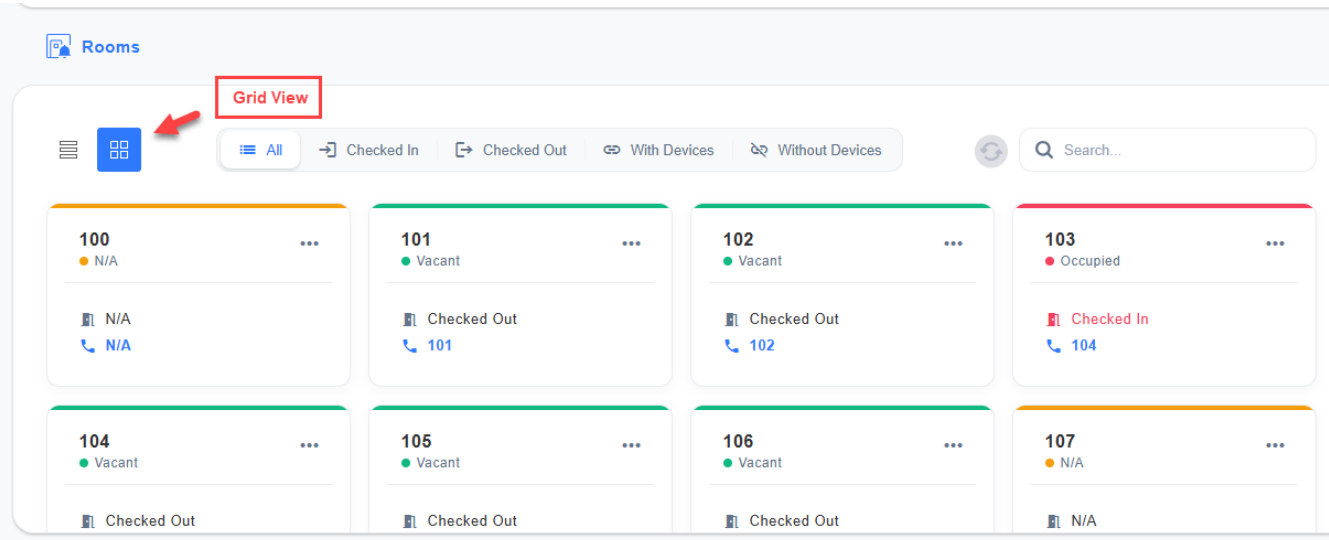 Rooms
Grid View
All Checked In Checked Out With Devices Without Devices Search...
100 101 102 103
N/A Vacant Vacant Occupied
N/A Checked Out Checked Out Checked In
N/A 101 102 104
104 105 106 107
Vacant Vacant Vacant N/A
Checked Out Checked Out Checked Out N/A